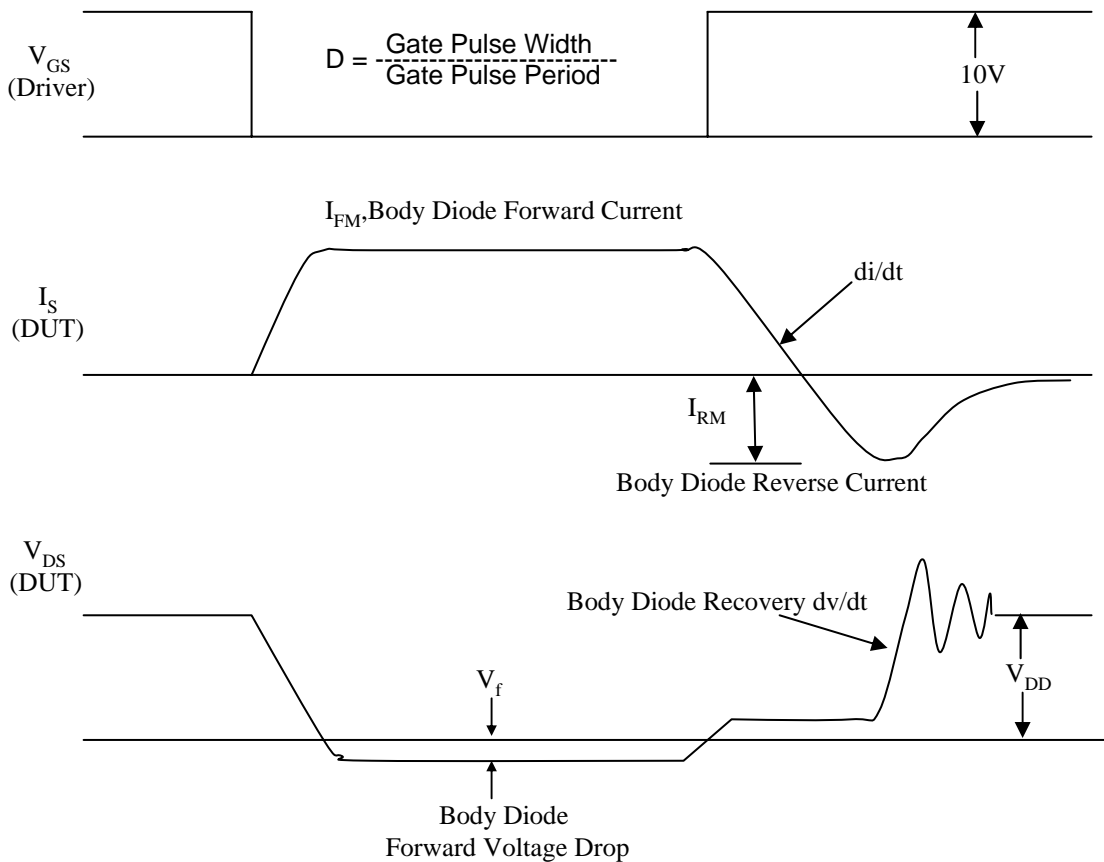 V_GS
(Driver)
D = Gate Pulse Width
Gate Pulse Period
10V
I_FM,Body Diode Forward Current
di/dt
I_S
(DUT)
I_RM
Body Diode Reverse Current
V_DS
(DUT)
Body Diode Recovery dv/dt
V_f
V_DD
Body Diode
Forward Voltage Drop